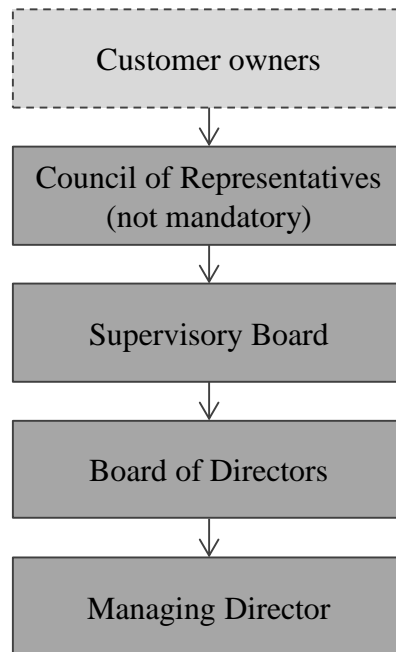 Customer owners
Council of Representatives
(not mandatory)
Supervisory Board
Board of Directors
Managing Director